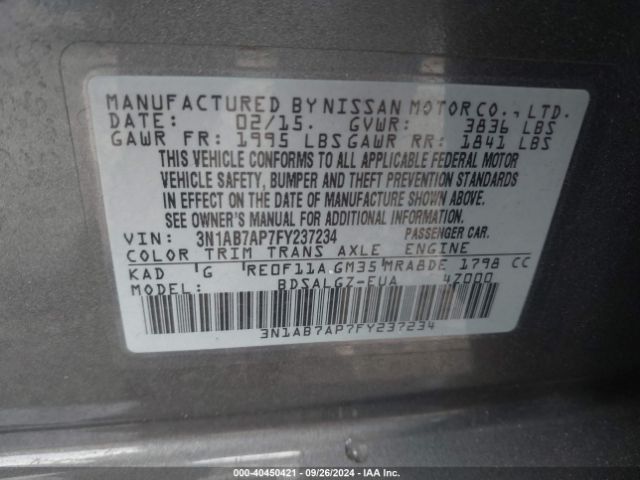 MANUFACTURED BY NISSAN MOTOR CO., LTD.
DATE: 02/15. GVWR: 3836 LBS
GAWR FR: 1995 LBS GAWR RR: 1841 LBS
THIS VEHICLE CONFORMS TO ALL APPLICABLE FEDERAL MOTOR
VEHICLE SAFETY, BUMPER AND THEFT PREVENTION STANDARDS
IN EFFECT ON THE DATE OF MANUFACTURE SHOWN ABOVE.
SEE OWNER'S MANUAL FOR ADDITIONAL INFORMATION.
VIN: 3N1AB7AP7FY237234 PASSENGER CAR.
COLOR TRIM TRANS AXLE ENGINE
KAD G RE0F11A GM35 MRA8DE 1798 CC
MODEL: BDSALGZ-EUA 47000
3N1AB7AP7FY237234
000-40450421 - 09/26/2024 - IAA Inc.